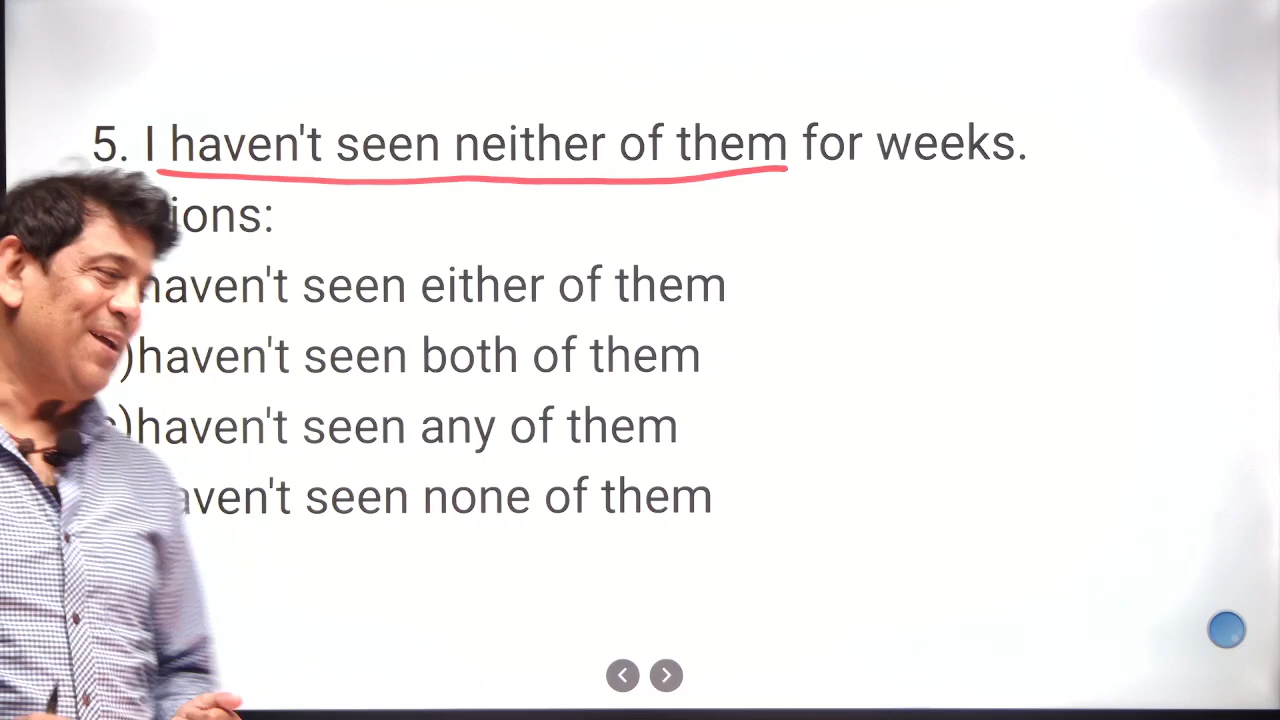 5. I haven't seen neither of them for weeks.
ions:
haven't seen either of them
)haven't seen both of them
)haven't seen any of them
aven't seen none of them